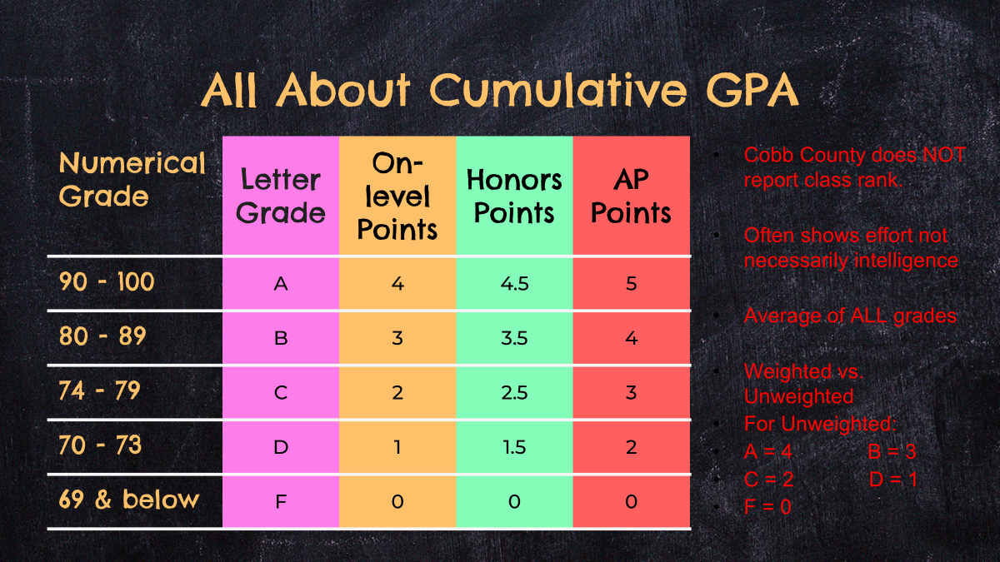 All About Cumulative GPA
Numerical Grade Letter Grade On-level Points Honors Points AP Points
90 - 100 A 4 4.5 5
80 - 89 B 3 3.5 4
74 - 79 C 2 2.5 3
70 - 73 D 1 1.5 2
69 & below F 0 0 0
Cobb County does NOT
report class rank.
Often shows effort not
necessarily intelligence
Average of ALL grades
Weighted vs.
Unweighted
For Unweighted:
A = 4 B = 3
C = 2 D = 1
F = 0